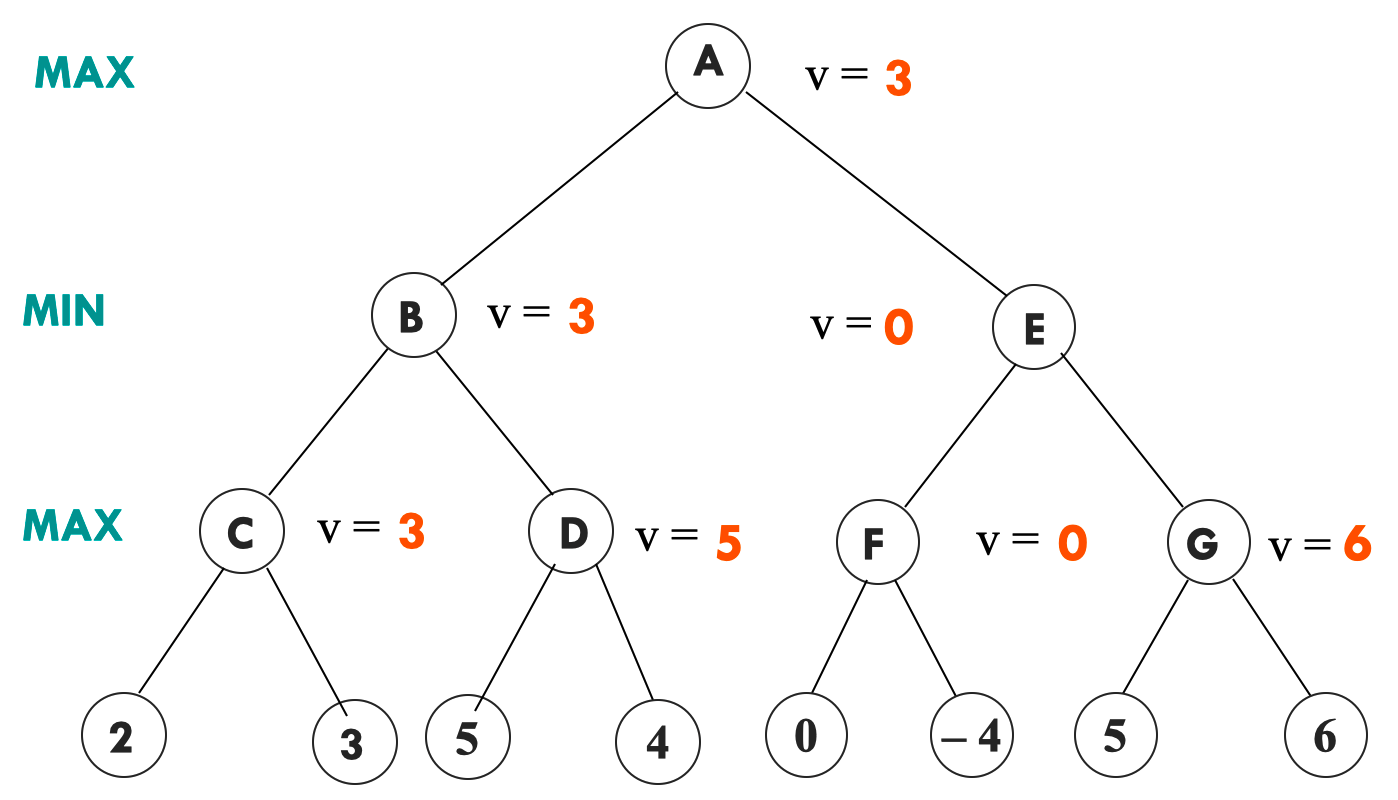 MAX A v = 3
MIN B v = 3 v = 0 E
MAX C v = 3 D v = 5 F v = 0 G v = 6
2 3 5 4 0 – 4 5 6